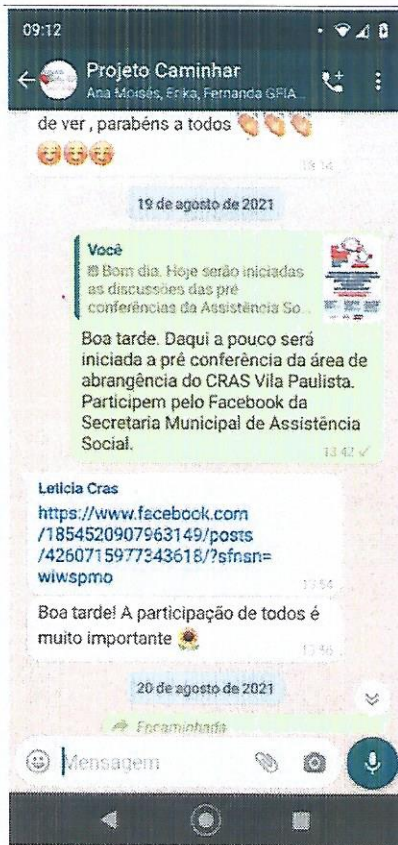 09:12
Projeto Caminhar
Ana Moisés, Erika, Fernanda GFIA...
de ver , parabéns a todos 👏👏👏
😊😊😊
19 de agosto de 2021
Você
Bom dia. Hoje serão iniciadas
as discussões das pré
conferências da Assistência So...
Boa tarde. Daqui a pouco será
iniciada a pré conferência da área de
abrangência do CRAS Vila Paulista.
Participem pelo Facebook da
Secretaria Municipal de Assistência
Social.
13:42
Leticia Cras
https://www.facebook.com
/1854520907963149/posts
/4260715977343618/?sfnsn=
wiwspmo
Boa tarde! A participação de todos é
muito importante 🌻
20 de agosto de 2021
Encaminhada
Mensagem